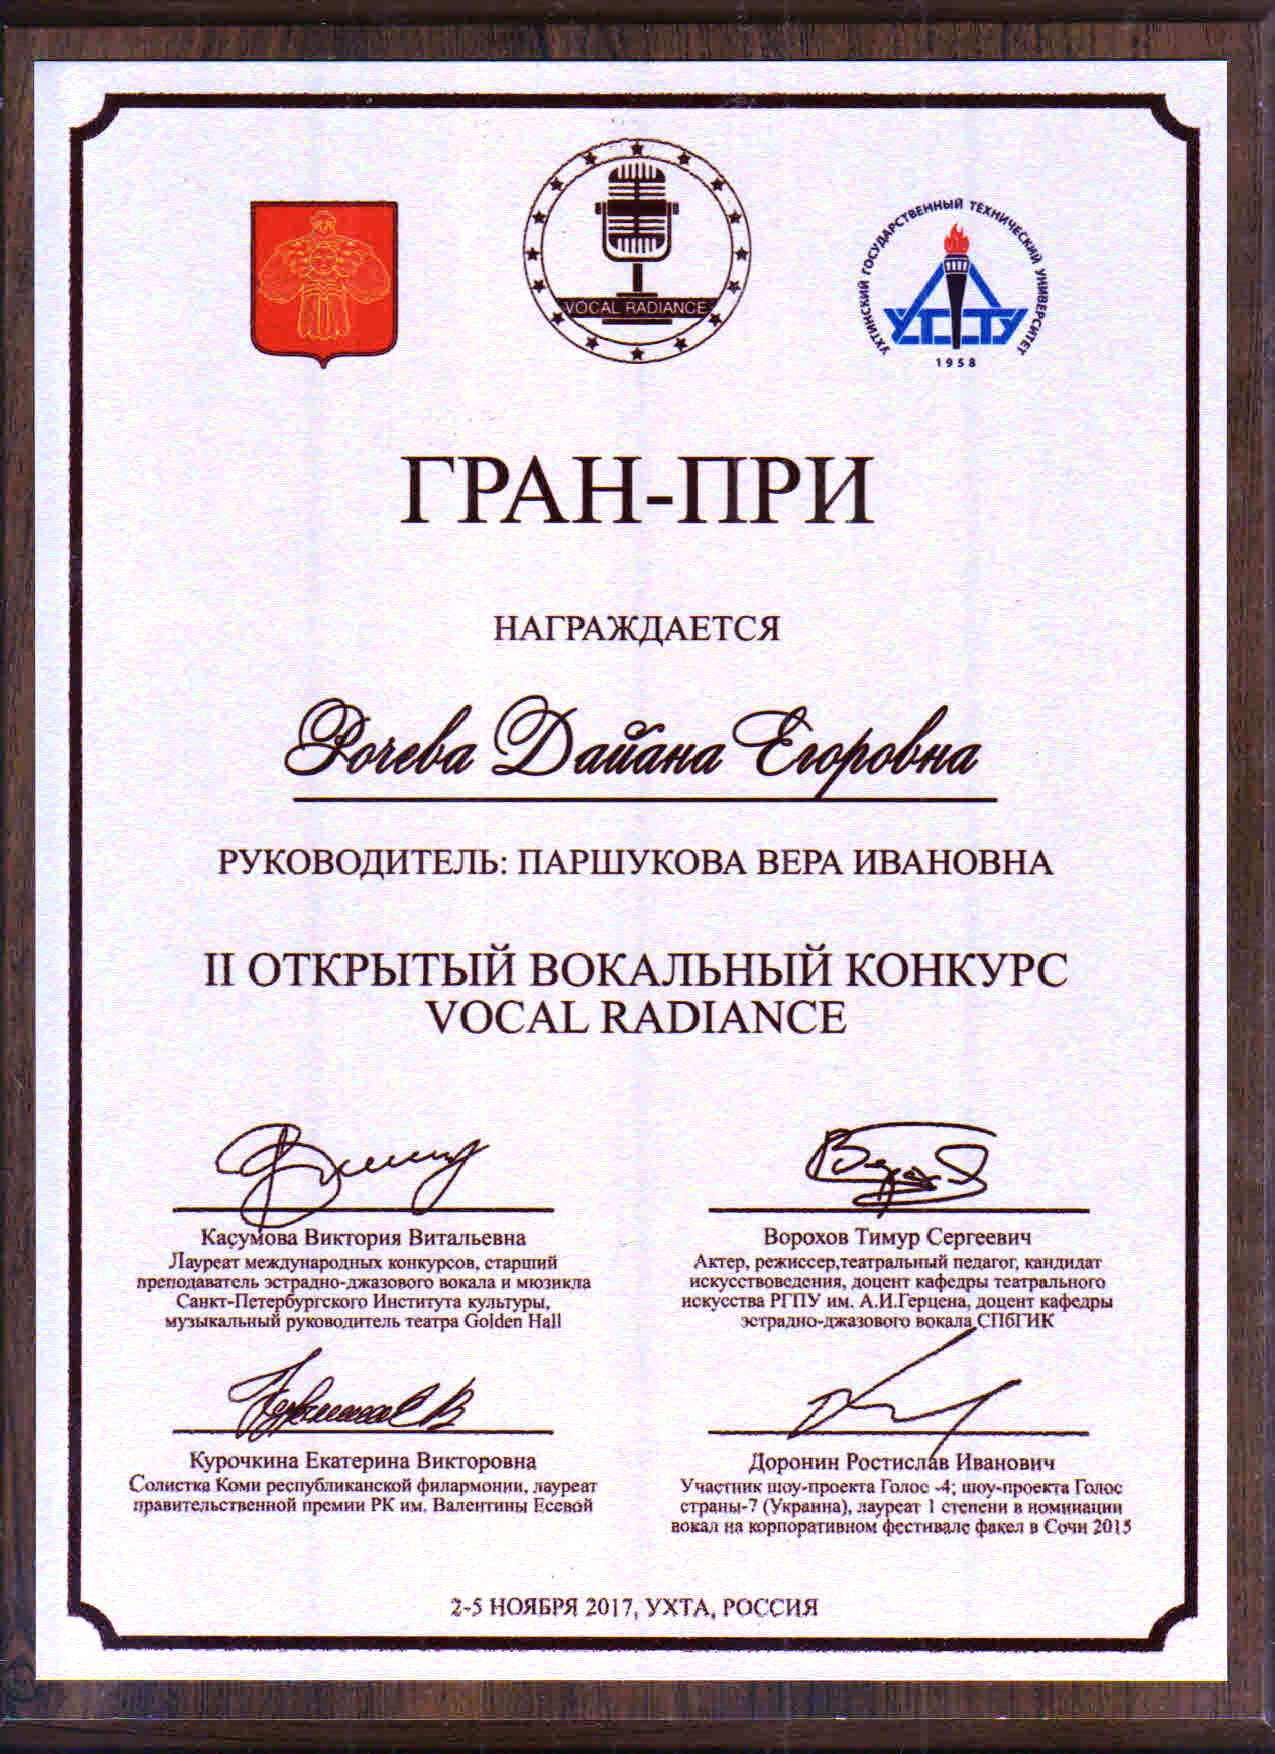 VOCAL RADIANCE
УХТИНСКИЙ ГОСУДАРСТВЕННЫЙ ТЕХНИЧЕСКИЙ УНИВЕРСИТЕТ
УГТУ
1958
ГРАН-ПРИ
НАГРАЖДАЕТСЯ
Рочева Дайана Егоровна
РУКОВОДИТЕЛЬ: ПАРШУКОВА ВЕРА ИВАНОВНА
II ОТКРЫТЫЙ ВОКАЛЬНЫЙ КОНКУРС
VOCAL RADIANCE
Касумова Виктория Витальевна
Лауреат международных конкурсов, старший
преподаватель эстрадно-джазового вокала и мюзикла
Санкт-Петербургского Института культуры,
музыкальный руководитель театра Golden Hall
Ворохов Тимур Сергеевич
Актер, режиссер,театральный педагог, кандидат
искусствоведения, доцент кафедры театрального
искусства РГПУ им. А.И.Герцена, доцент кафедры
эстрадно-джазового вокала СПбГИК
Курочкина Екатерина Викторовна
Солистка Коми республиканской филармонии, лауреат
правительственной премии РК им. Валентины Есевой
Доронин Ростислав Иванович
Участник шоу-проекта Голос -4; шоу-проекта Голос
страны-7 (Украина), лауреат 1 степени в номинации
вокал на корпоративном фестивале факел в Сочи 2015
2-5 НОЯБРЯ 2017, УХТА, РОССИЯ